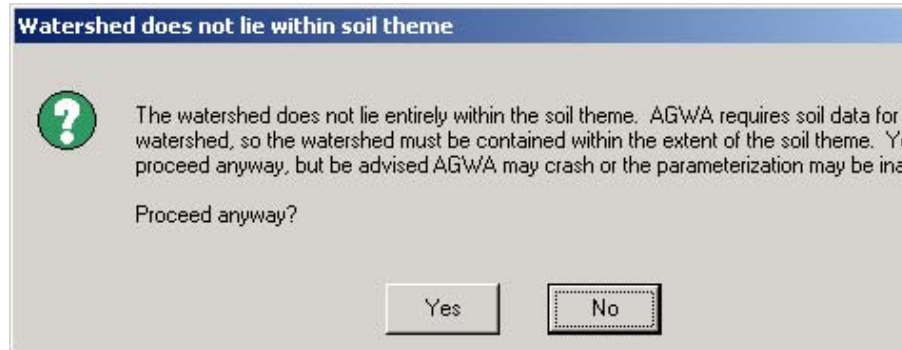 Watershed does not lie within soil theme
The watershed does not lie entirely within the soil theme. AGWA requires soil data for
watershed, so the watershed must be contained within the extent of the soil theme.
proceed anyway, but be advised AGWA may crash or the parameterization may be
Proceed anyway?
Yes
No